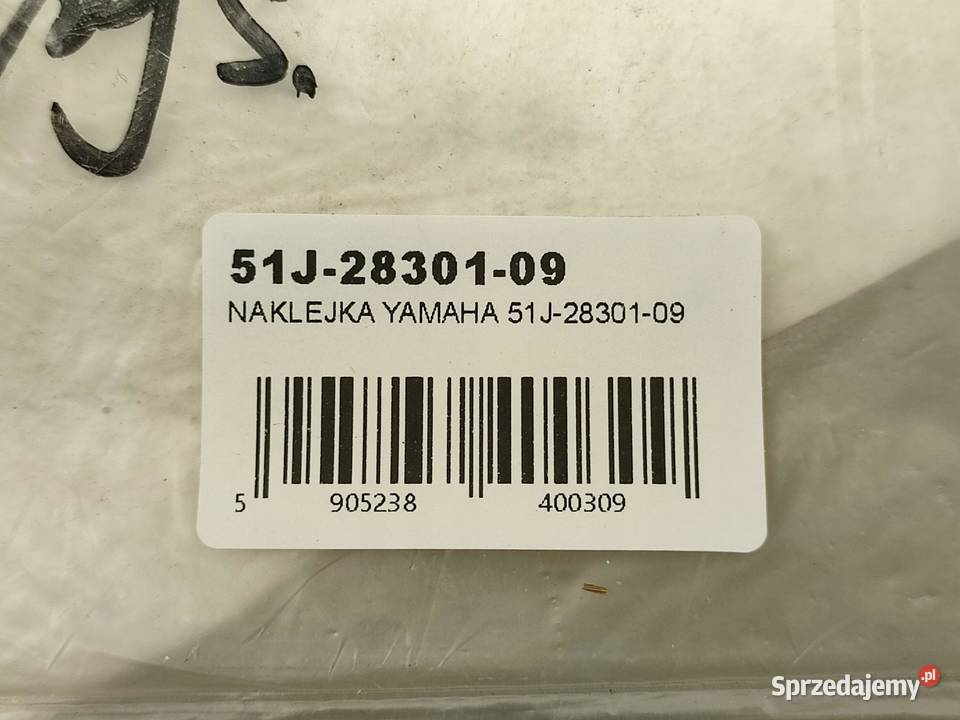 51J-28301-09
NAKLEJKA YAMAHA 51J-28301-09
5 905238 400309
Sprzedajemy.pl